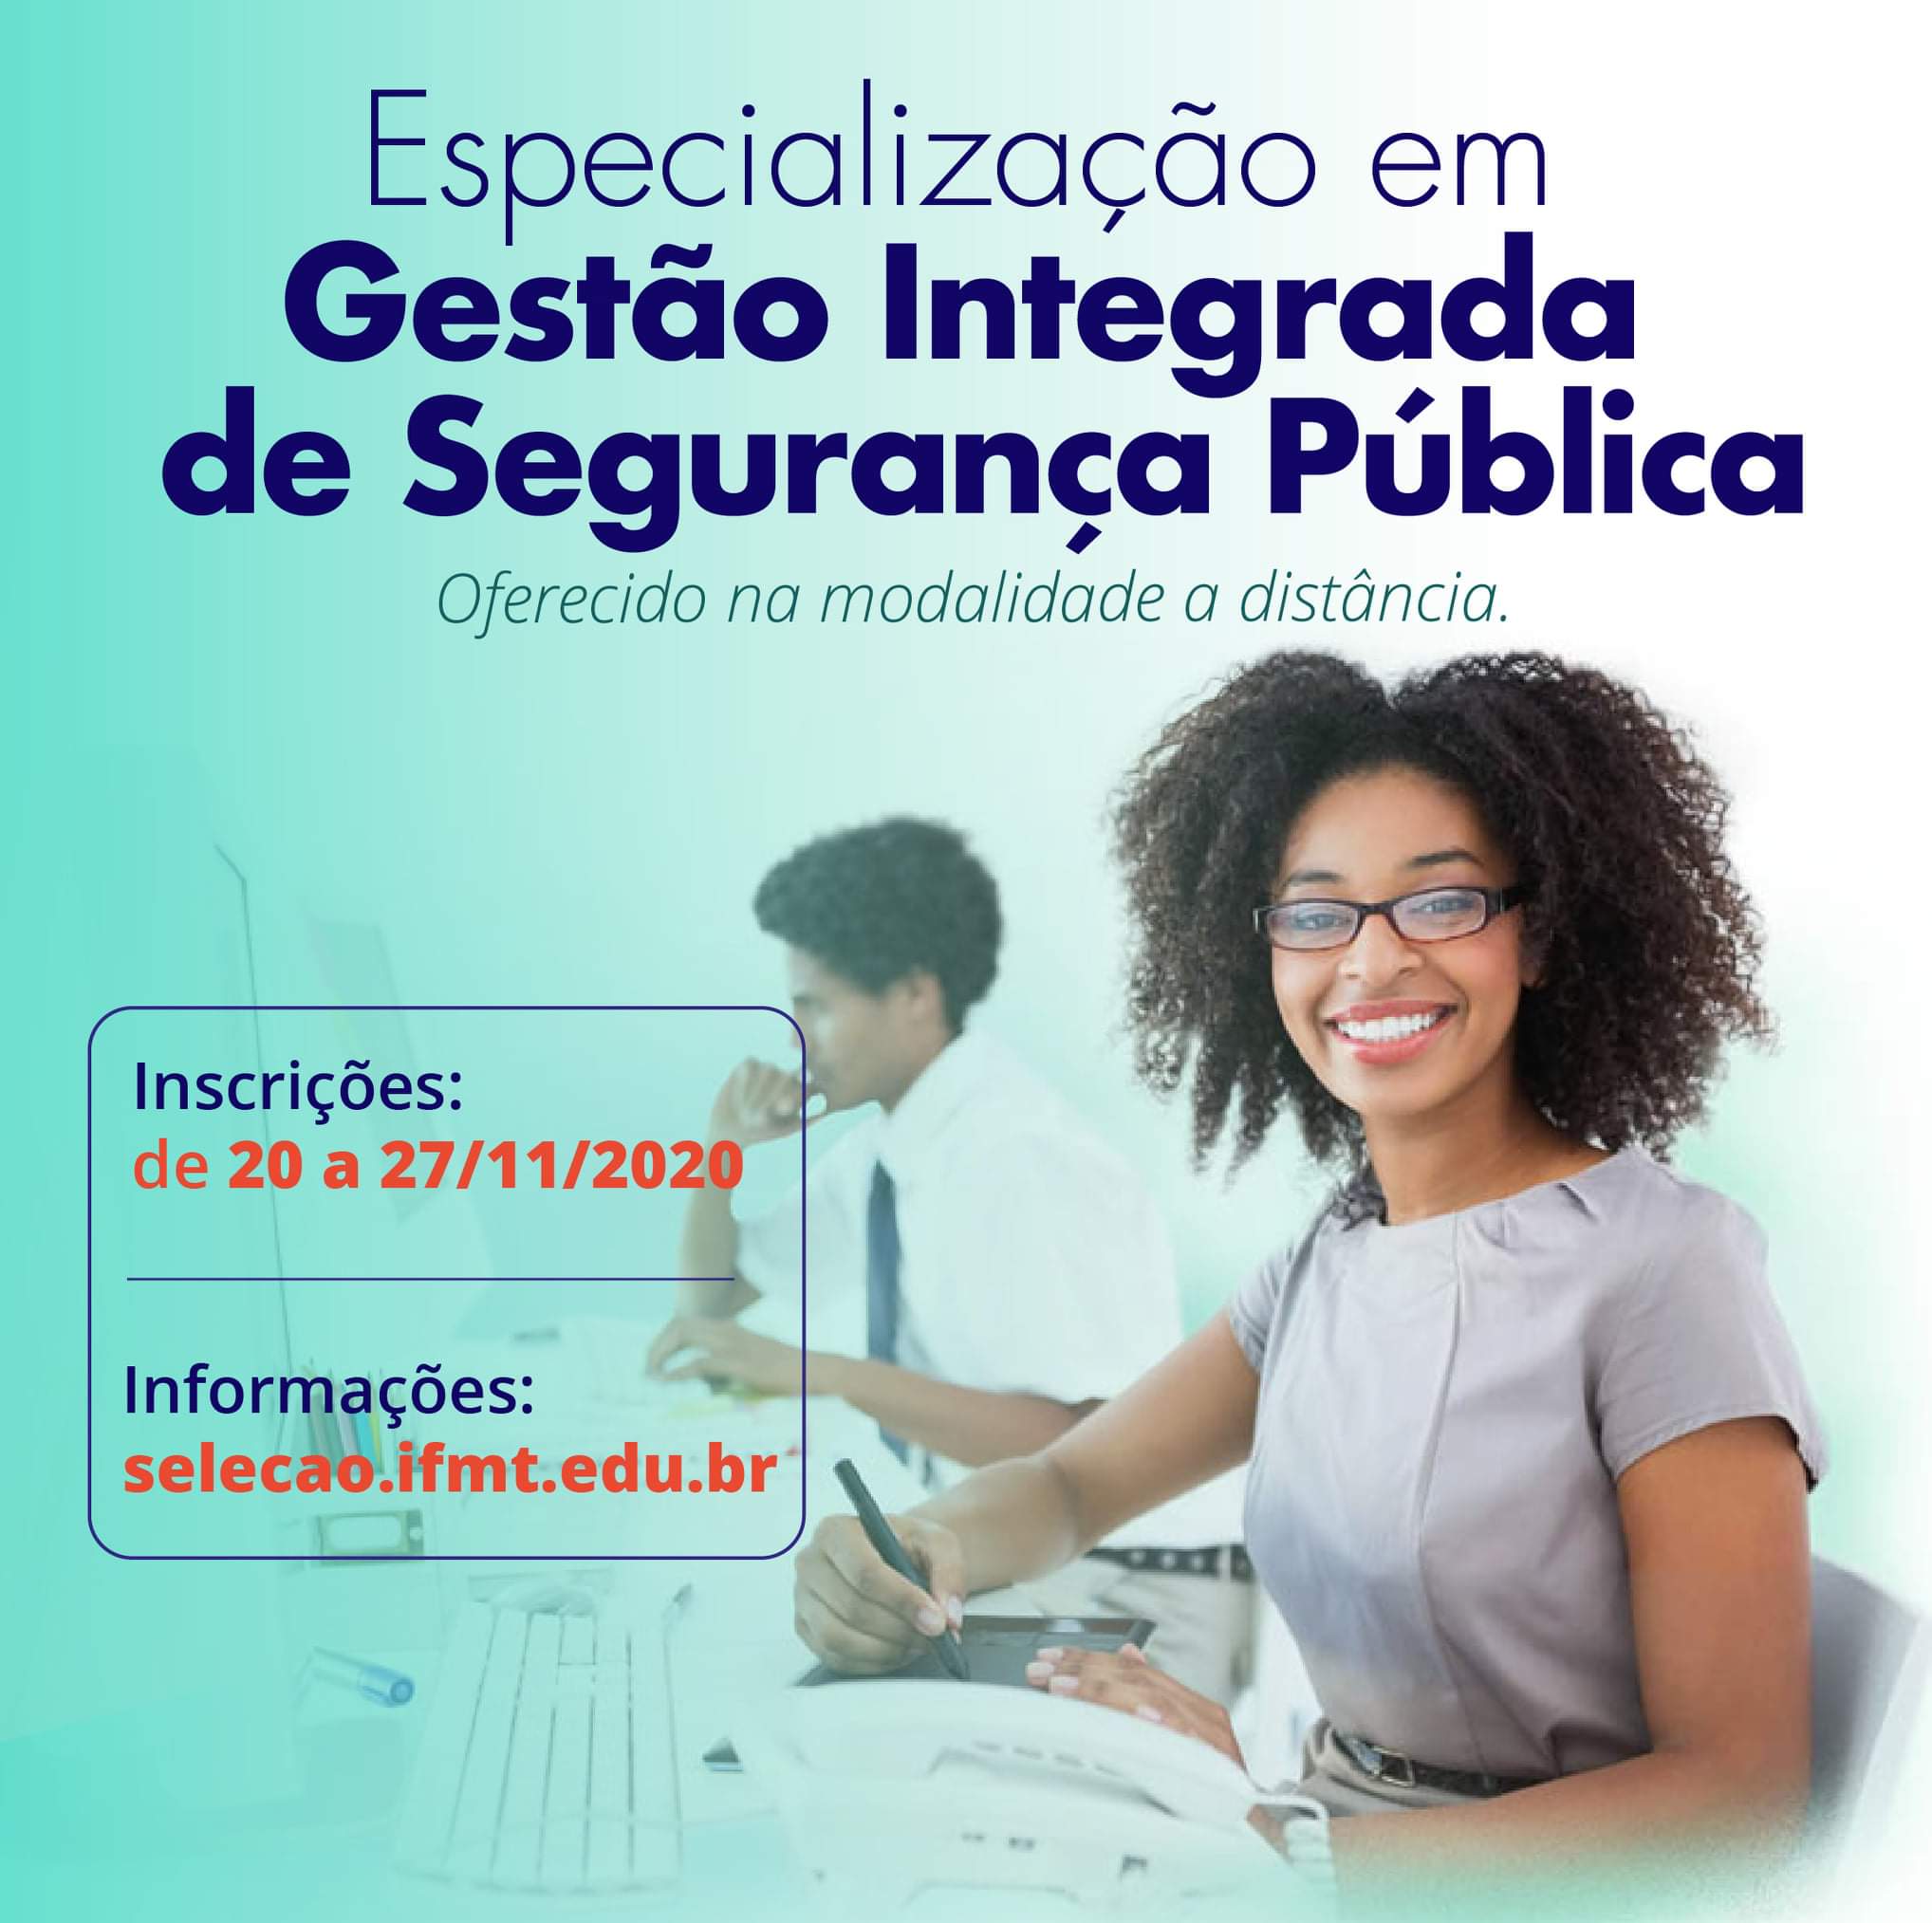 Especialização em
Gestão Integrada
de Segurança Pública
Oferecido na modalidade a distância.
Inscrições:
de 20 a 27/11/2020
Informações:
selecao.ifmt.edu.br